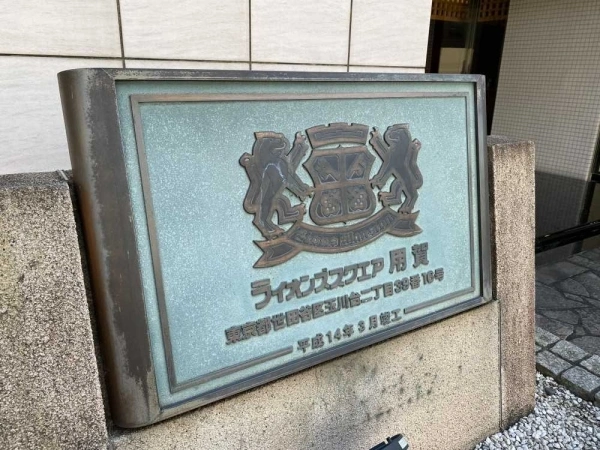 ライオンズスクエア 用賀
東京都世田谷区玉川台二丁目38番16号
平成14年3月竣工